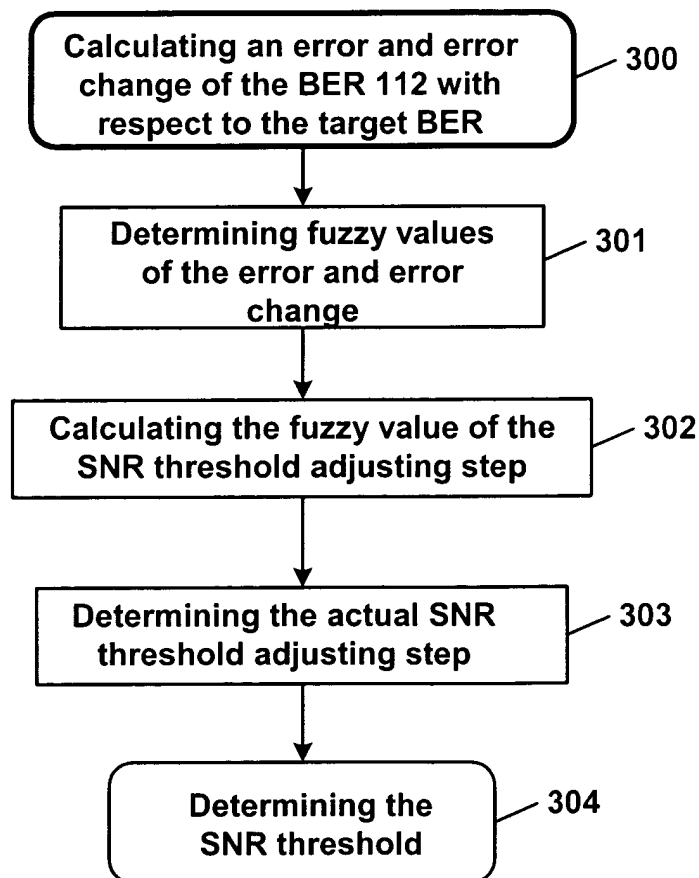 Calculating an error and error
change of the BER 112 with
respect to the target BER
300
Determining fuzzy values
of the error and error
change
301
Calculating the fuzzy value of the
SNR threshold adjusting step
302
Determining the actual SNR
threshold adjusting step
303
Determining the
SNR threshold
304